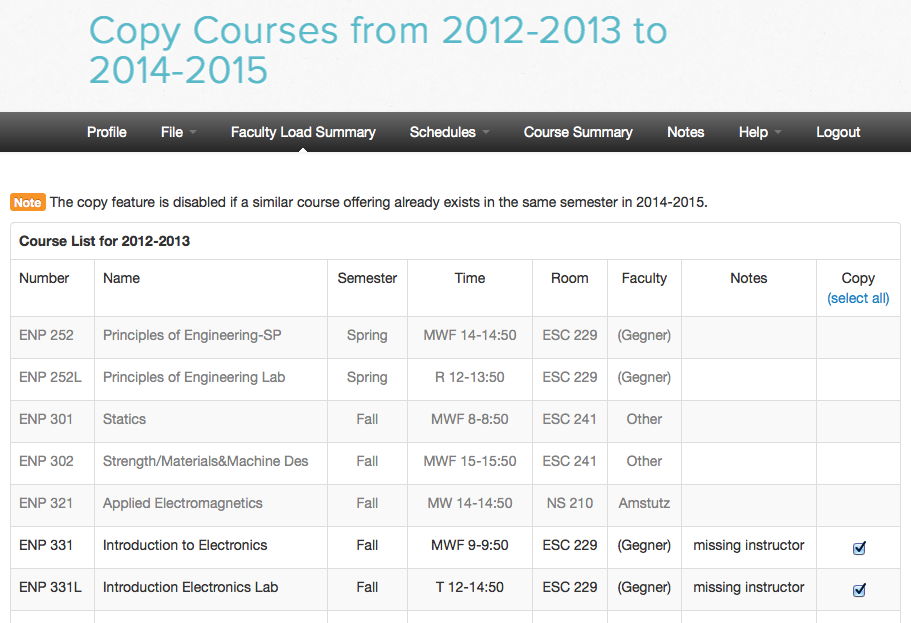 Copy Courses from 2012-2013 to
2014-2015
Profile File Faculty Load Summary Schedules Course Summary Notes Help Logout
Note The copy feature is disabled if a similar course offering already exists in the same semester in 2014-2015.
Course List for 2012-2013
Number Name Semester Time Room Faculty Notes Copy
(select all)
ENP 252 Principles of Engineering-SP Spring MWF 14-14:50 ESC 229 (Gegner)
ENP 252L Principles of Engineering Lab Spring R 12-13:50 ESC 229 (Gegner)
ENP 301 Statics Fall MWF 8-8:50 ESC 241 Other
ENP 302 Strength/Materials&Machine Des Fall MWF 15-15:50 ESC 241 Other
ENP 321 Applied Electromagnetics Fall MW 14-14:50 NS 210 Amstutz
ENP 331 Introduction to Electronics Fall MWF 9-9:50 ESC 229 (Gegner) missing instructor
ENP 331L Introduction Electronics Lab Fall T 12-14:50 ESC 229 (Gegner) missing instructor